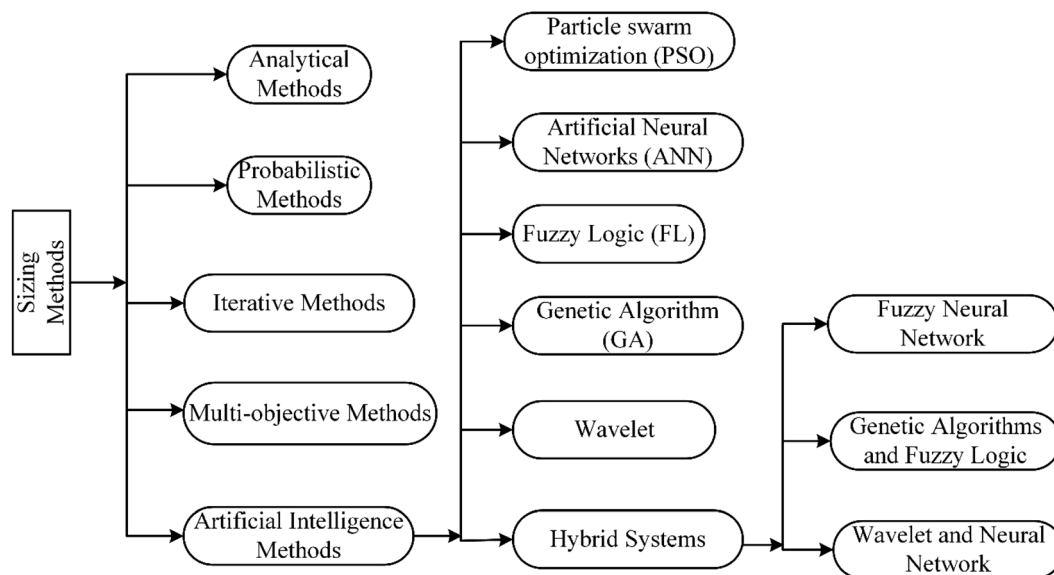 Sizing
Methods
Analytical
Methods
Probabilistic
Methods
Iterative Methods
Multi-objective Methods
Artificial Intelligence
Methods
Particle swarm
optimization (PSO)
Artificial Neural
Networks (ANN)
Fuzzy Logic (FL)
Genetic Algorithm
(GA)
Wavelet
Hybrid Systems
Fuzzy Neural
Network
Genetic Algorithms
and Fuzzy Logic
Wavelet and Neural
Network